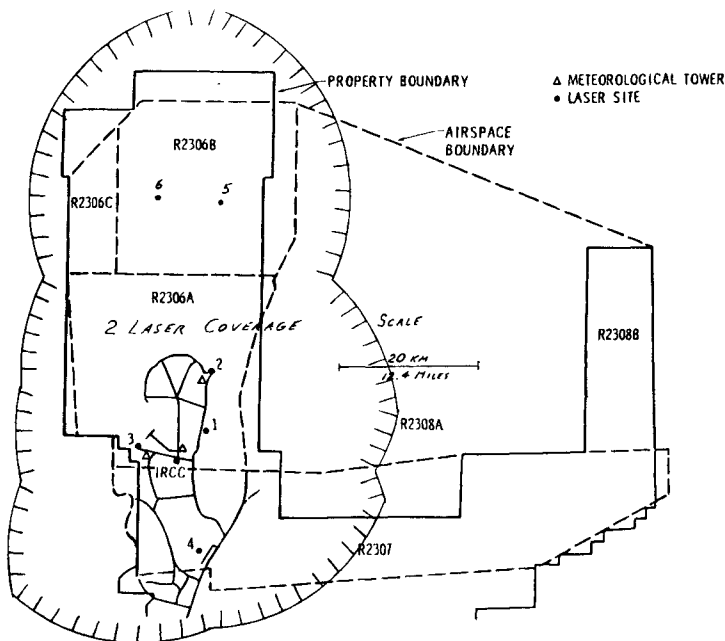 PROPERTY BOUNDARY
△ METEOROLOGICAL TOWER
• LASER SITE
AIRSPACE
BOUNDARY
R2306B
6
5
R2306C
R2306A
2 LASER COVERAGE
SCALE
20 KM
12.4 MILES
R2308B
2
R2308A
1
3
IRCC
4
R2307